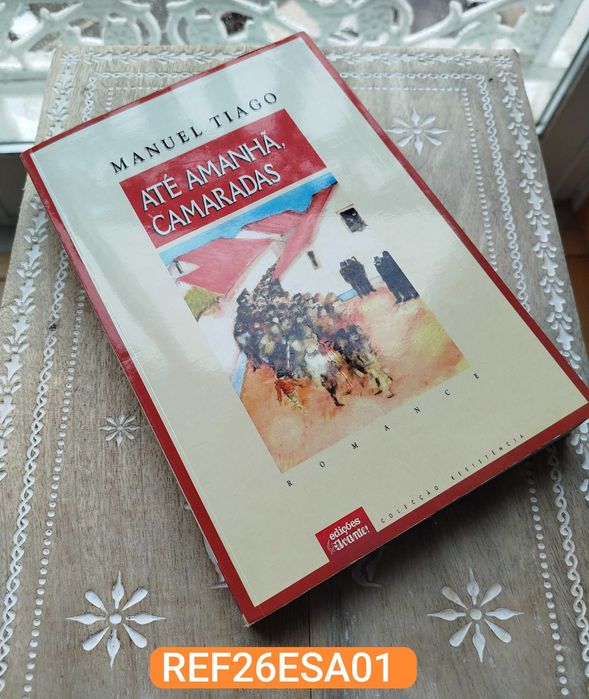 MANUEL TIAGO
ATÉ AMANHÃ,
CAMARADAS
ROMANCE
edições
Avante!
COLECÇÃO RESISTÊNCIA
REF26ESA01